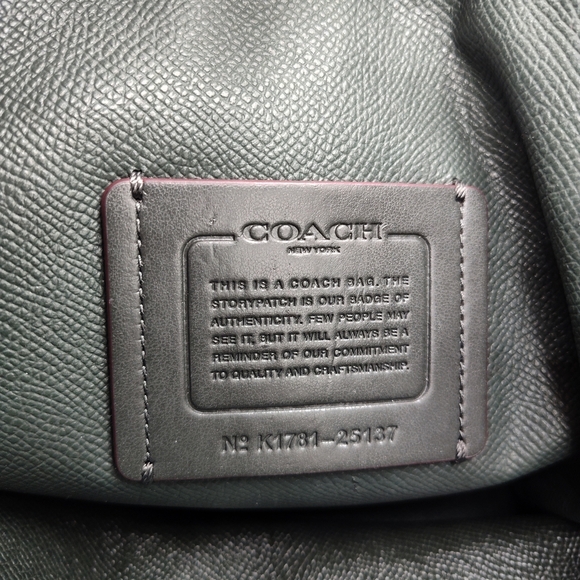 COACH
NEW YORK
THIS IS A COACH BAG. THE
STORYPATCH IS OUR BADGE OF
AUTHENTICITY. FEW PEOPLE MAY
SEE IT, BUT IT WILL ALWAYS BE A
REMINDER OF OUR COMMITMENT
TO QUALITY AND CRAFTSMANSHIP.
Nº K1781-25137